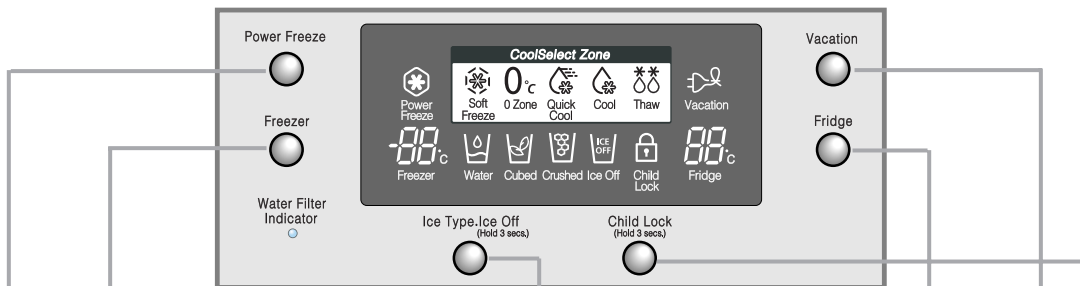 Power Freeze
Vacation
CoolSelect Zone
0°C
Power
Freeze
Soft
Freeze
0 Zone
Quick
Cool
Cool
Thaw
Vacation
Freezer
Fridge
-88°C
ICE
OFF
88°C
Freezer
Water
Cubed
Crushed
Ice Off
Child
Lock
Fridge
Water Filter
Indicator
Ice Type.Ice Off
(Hold 3 secs.)
Child Lock
(Hold 3 secs.)